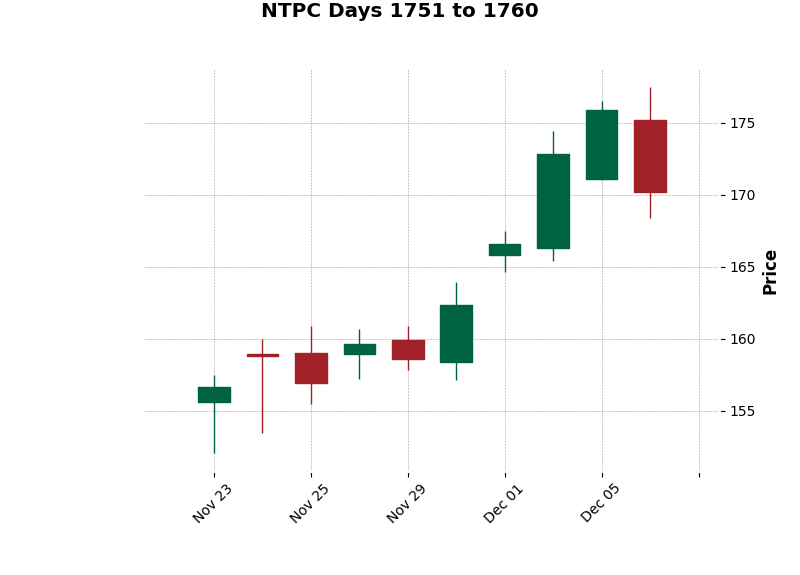 NTPC Days 1751 to 1760
175
170
165
160
155
Price
Nov 23
Nov 25
Nov 29
Dec 01
Dec 05